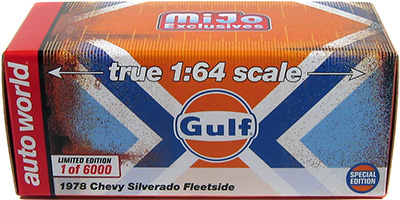 MiJo
Exclusives
true 1:64 scale
auto world
Gulf
LIMITED EDITION
1 of 6000
1978 Chevy Silverado Fleetside
SPECIAL
EDITION